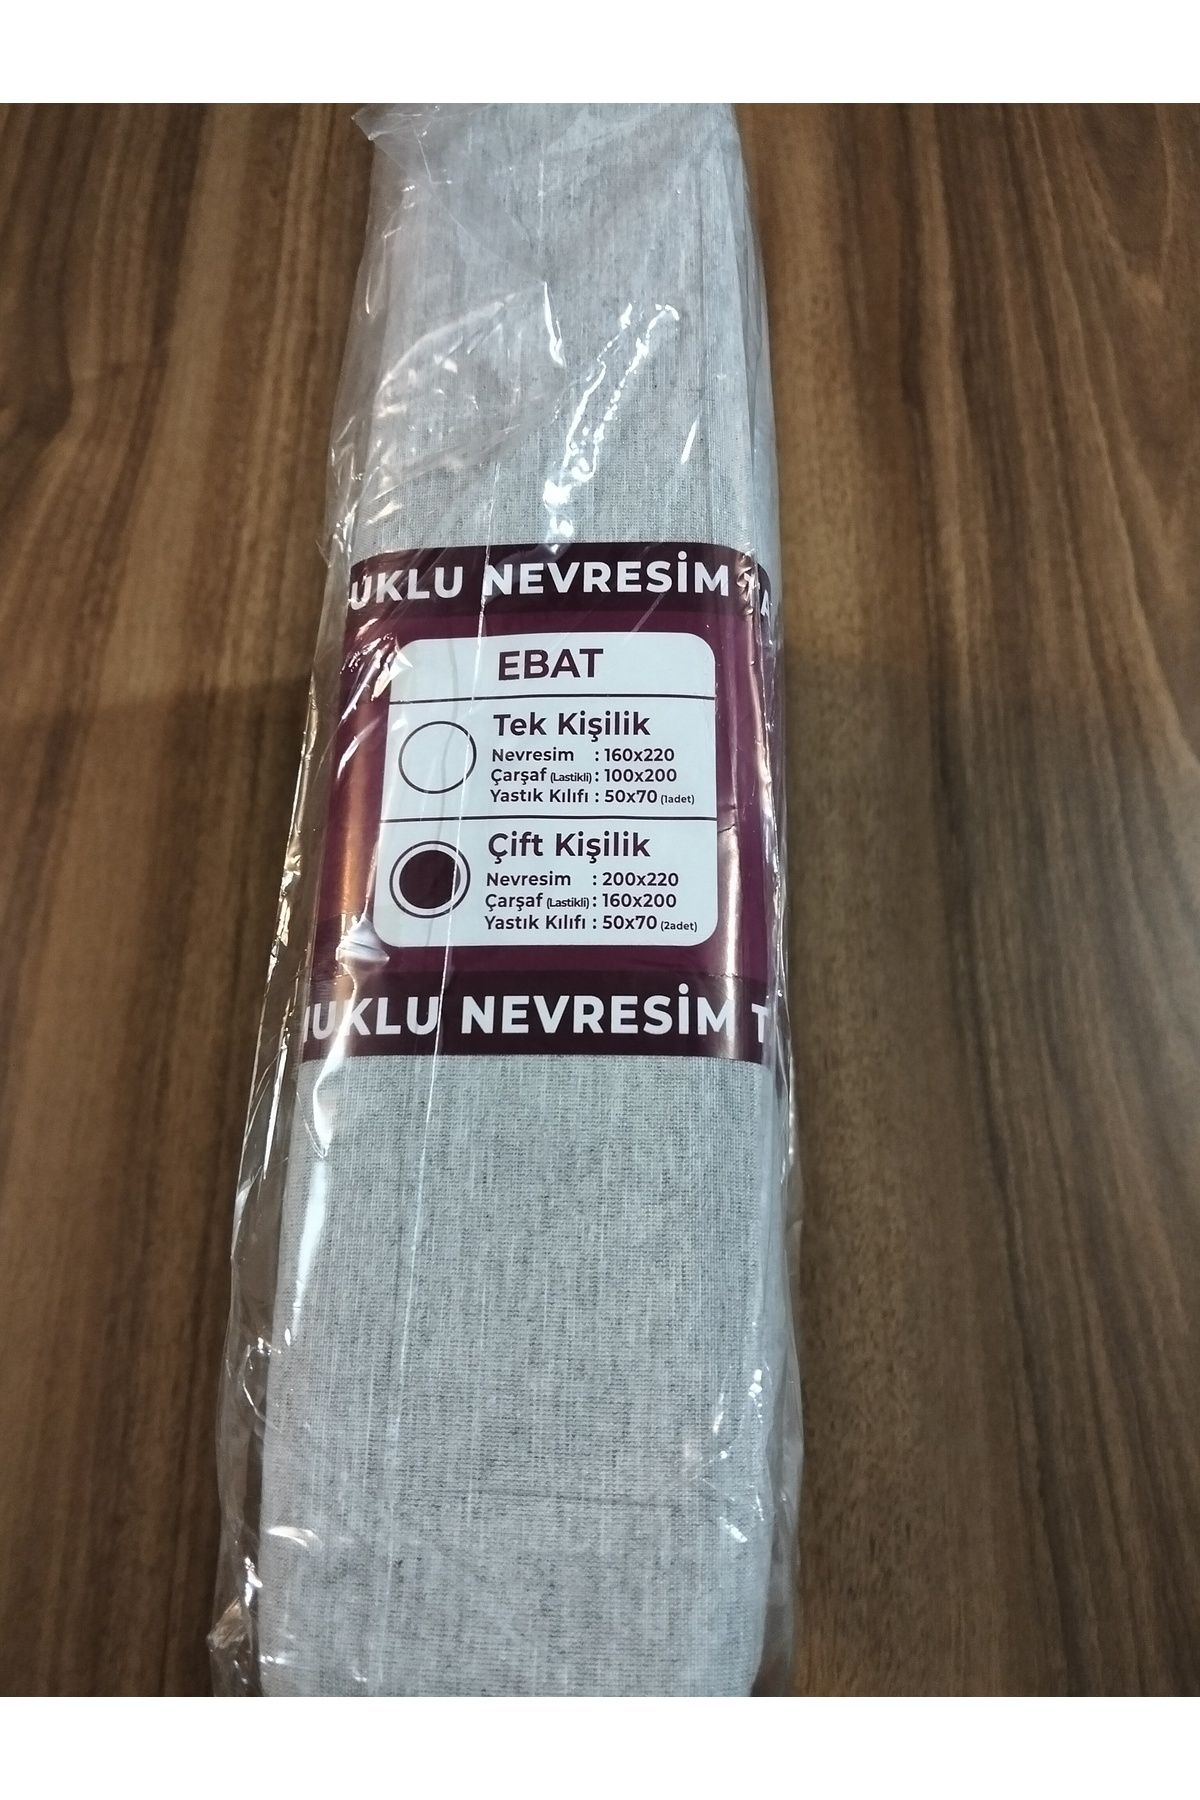 UKLU NEVRESİM TA
EBAT
Tek Kişilik
Nevresim : 160x220
Çarşaf (Lastikli) : 100x200
Yastık Kılıfı : 50x70 (1adet)
Çift Kişilik
Nevresim : 200x220
Çarşaf (Lastikli) : 160x200
Yastık Kılıfı : 50x70 (2adet)
UKLU NEVRESİM T